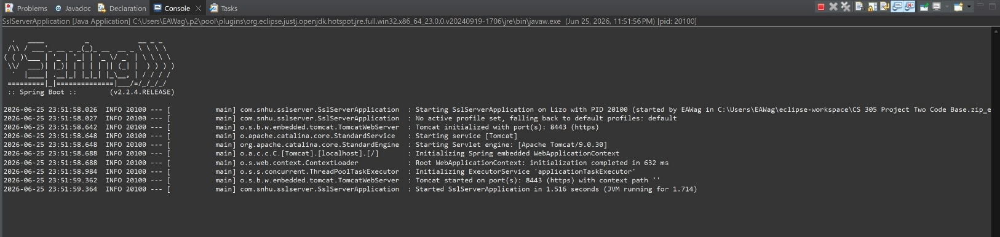 Problems @ Javadoc Declaration Console Tasks
SslServerApplication [Java Application] C:\Users\EAWag\.p2\pool\plugins\org.eclipse.justj.openjdk.hotspot.jre.full.win32.x86_64_23.0.0.v20240919-1706\jre\bin\javaw.exe (Jun 25, 2026, 11:51:56 PM) [pid: 20100]
  .   ____          _            __ _ _
 /\\ / ___'_ __ _ _(_)_ __  __ _ \ \ \ \
( ( )\___ | '_ | '_| | '_ \/ _` | \ \ \ \
 \\/  ___)| |_)| | | | | || (_| |  ) ) ) )
  '  |____| .__|_| |_|_| |_\__, | / / / /
 =========|_|==============|___/=/_/_/_/
 :: Spring Boot ::        (v2.2.4.RELEASE)
2026-06-25 23:51:58.026  INFO 20100 --- [           main] com.snhu.sslserver.SslServerApplication  : Starting SslServerApplication on Lizo with PID 20100 (started by EAWag in C:\Users\EAWag\eclipse-workspace\CS 305 Project Two Code Base.zip_e
2026-06-25 23:51:58.027  INFO 20100 --- [           main] com.snhu.sslserver.SslServerApplication  : No active profile set, falling back to default profiles: default
2026-06-25 23:51:58.642  INFO 20100 --- [           main] o.s.b.w.embedded.tomcat.TomcatWebServer  : Tomcat initialized with port(s): 8443 (https)
2026-06-25 23:51:58.648  INFO 20100 --- [           main] o.apache.catalina.core.StandardService   : Starting service [Tomcat]
2026-06-25 23:51:58.648  INFO 20100 --- [           main] org.apache.catalina.core.StandardEngine  : Starting Servlet engine: [Apache Tomcat/9.0.30]
2026-06-25 23:51:58.688  INFO 20100 --- [           main] o.a.c.c.C.[Tomcat].[localhost].[/]       : Initializing Spring embedded WebApplicationContext
2026-06-25 23:51:58.688  INFO 20100 --- [           main] o.s.web.context.ContextLoader            : Root WebApplicationContext: initialization completed in 632 ms
2026-06-25 23:51:58.984  INFO 20100 --- [           main] o.s.s.concurrent.ThreadPoolTaskExecutor  : Initializing ExecutorService 'applicationTaskExecutor'
2026-06-25 23:51:59.362  INFO 20100 --- [           main] o.s.b.w.embedded.tomcat.TomcatWebServer  : Tomcat started on port(s): 8443 (https) with context path ''
2026-06-25 23:51:59.364  INFO 20100 --- [           main] com.snhu.sslserver.SslServerApplication  : Started SslServerApplication in 1.516 seconds (JVM running for 1.714)